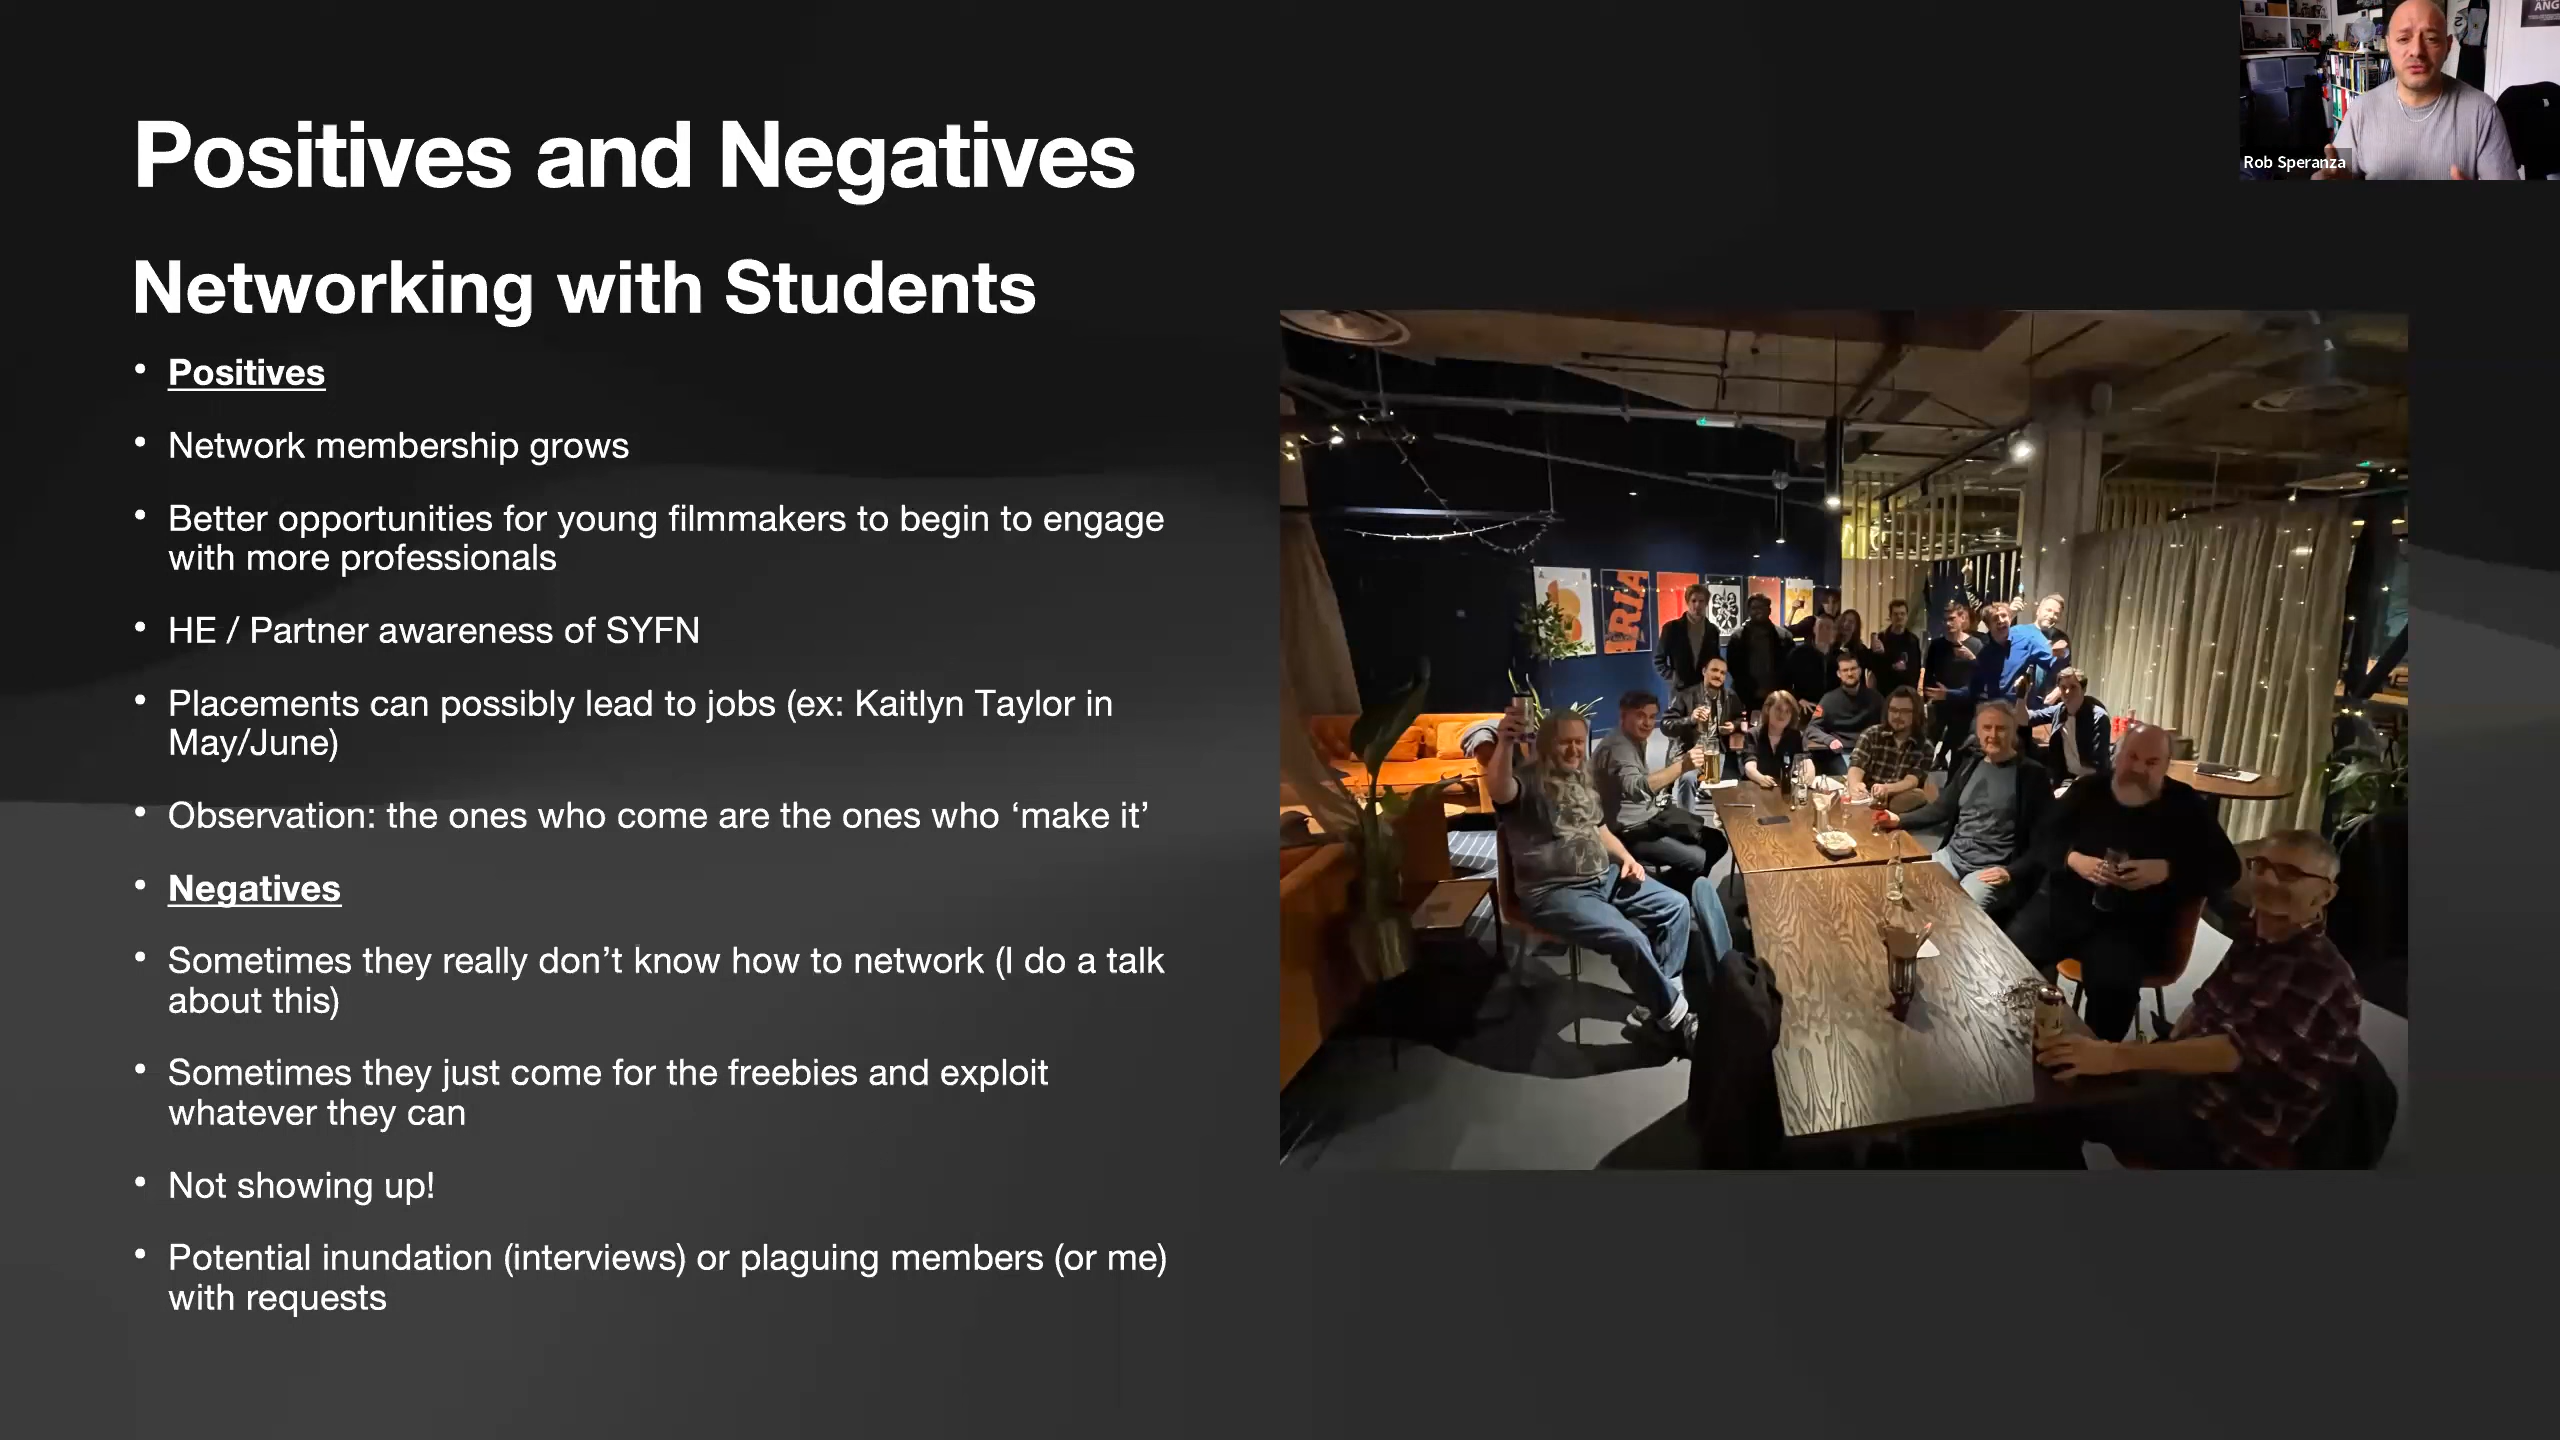 Positives and Negatives
Networking with Students
• Positives
• Network membership grows
• Better opportunities for young filmmakers to begin to engage
with more professionals
• HE / Partner awareness of SYFN
• Placements can possibly lead to jobs (ex: Kaitlyn Taylor in
May/June)
• Observation: the ones who come are the ones who ‘make it’
• Negatives
• Sometimes they really don’t know how to network (I do a talk
about this)
• Sometimes they just come for the freebies and exploit
whatever they can
• Not showing up!
• Potential inundation (interviews) or plaguing members (or me)
with requests
Rob Speranza
ANG
RIA